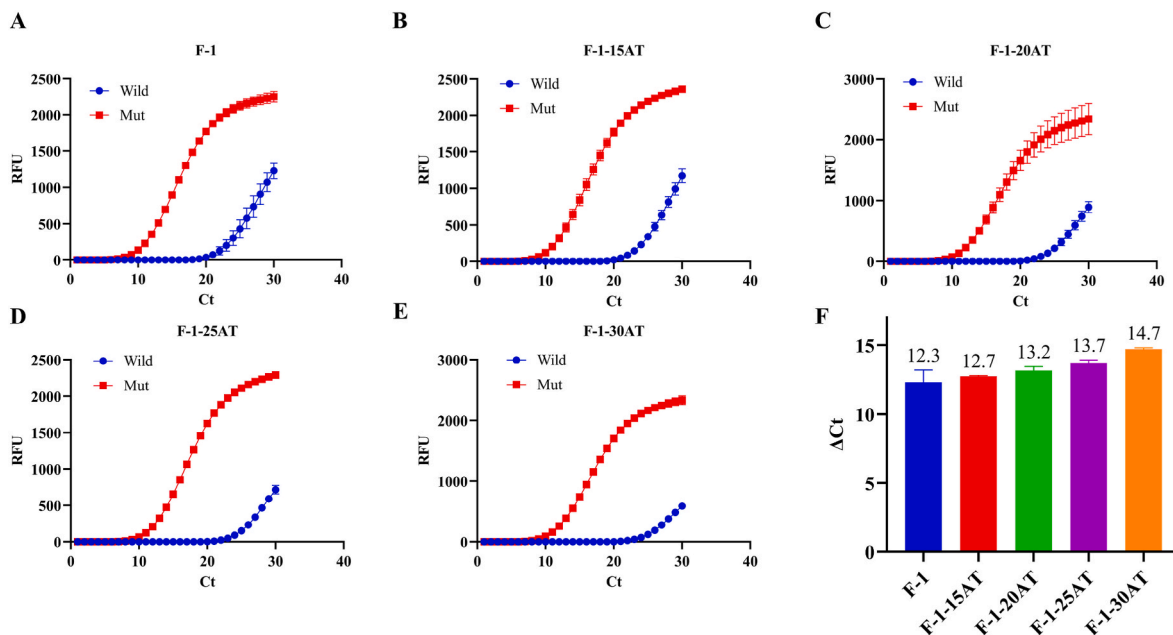 A
F-1
2500
2000
1500
1000
500
0
RFU
Wild
Mut
0 10 20 30 40
Ct
B
F-1-15AT
2500
2000
1500
1000
500
0
RFU
Wild
Mut
0 10 20 30 40
Ct
C
F-1-20AT
3000
2000
1000
0
RFU
Wild
Mut
0 10 20 30 40
Ct
D
F-1-25AT
2500
2000
1500
1000
500
0
RFU
Wild
Mut
0 10 20 30 40
Ct
E
F-1-30AT
3000
2000
1000
0
RFU
Wild
Mut
0 10 20 30 40
Ct
F
15
10
5
0
ΔCt
12.3 12.7 13.2 13.7 14.7
F-1 F-1-15AT F-1-20AT F-1-25AT F-1-30AT